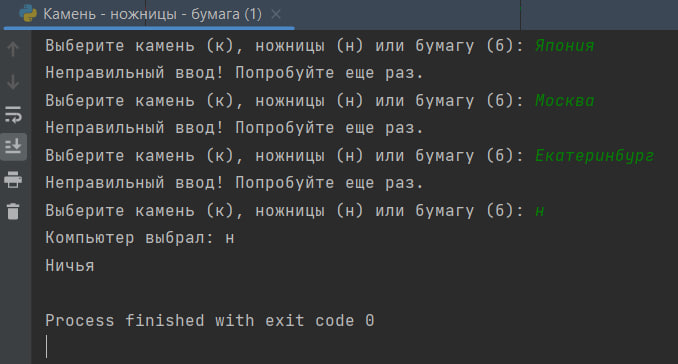 Камень - ножницы - бумага (1)
Выберите камень (к), ножницы (н) или бумагу (б): Япония
Неправильный ввод! Попробуйте еще раз.
Выберите камень (к), ножницы (н) или бумагу (б): Москва
Неправильный ввод! Попробуйте еще раз.
Выберите камень (к), ножницы (н) или бумагу (б): Екатеринбург
Неправильный ввод! Попробуйте еще раз.
Выберите камень (к), ножницы (н) или бумагу (б): н
Компьютер выбрал: н
Ничья
Process finished with exit code 0